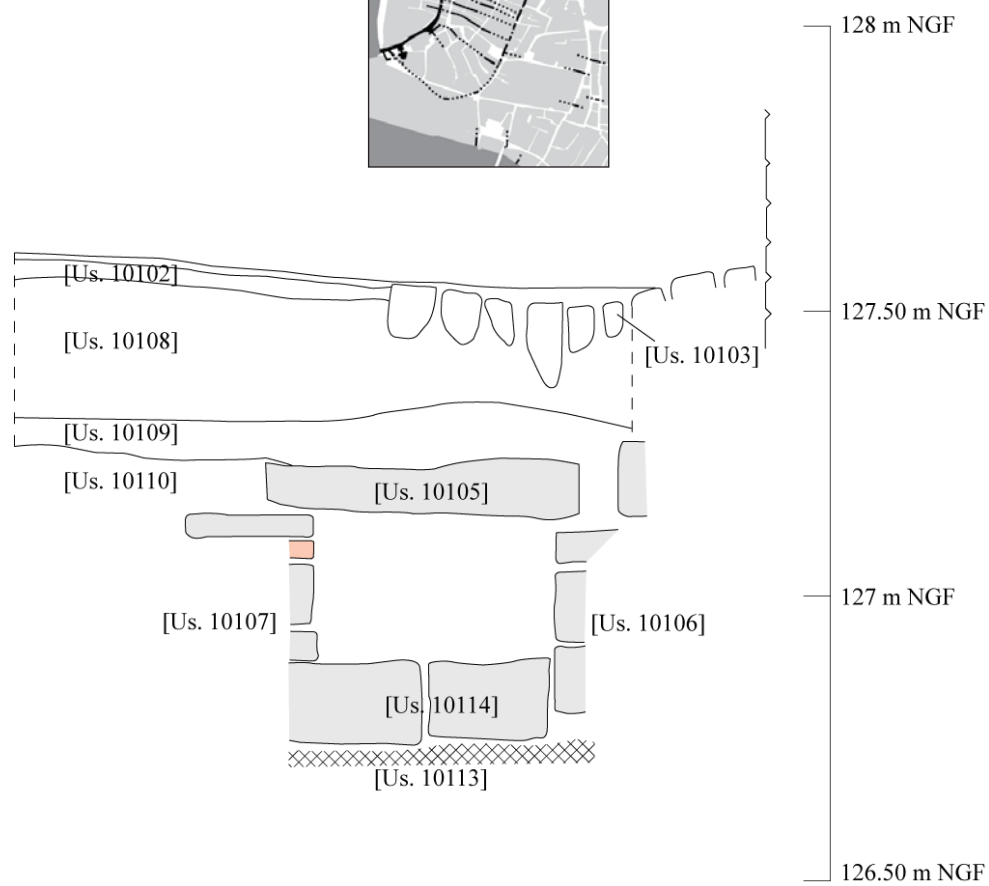 128 m NGF
[Us. 10102]
127.50 m NGF
[Us. 10108]
[Us. 10103]
[Us. 10109]
[Us. 10110]
[Us. 10105]
127 m NGF
[Us. 10107]
[Us. 10106]
[Us. 10114]
[Us. 10113]
126.50 m NGF